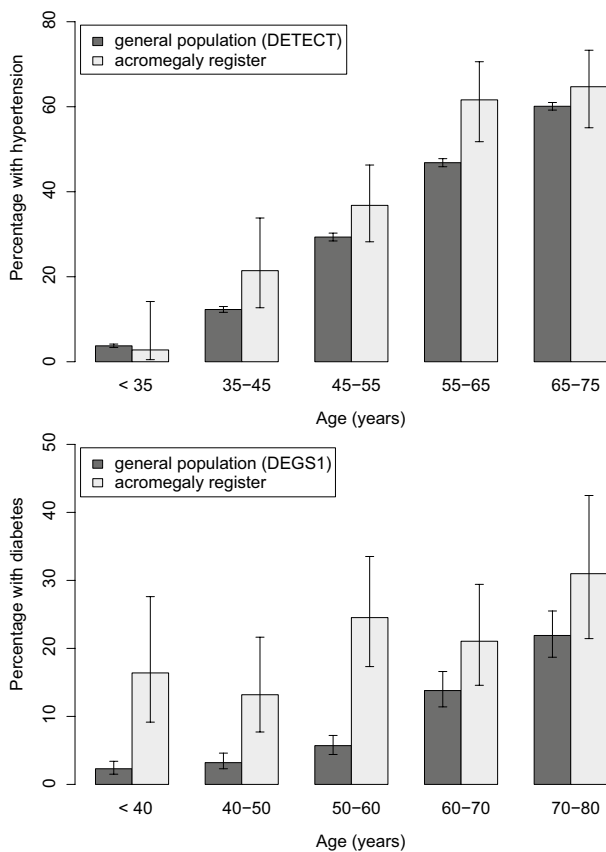 general population (DETECT)
acromegaly register
Percentage with hypertension
80
60
40
20
0
< 35 35−45 45−55 55−65 65−75
Age (years)
general population (DEGS1)
acromegaly register
Percentage with diabetes
50
40
30
20
10
0
< 40 40−50 50−60 60−70 70−80
Age (years)